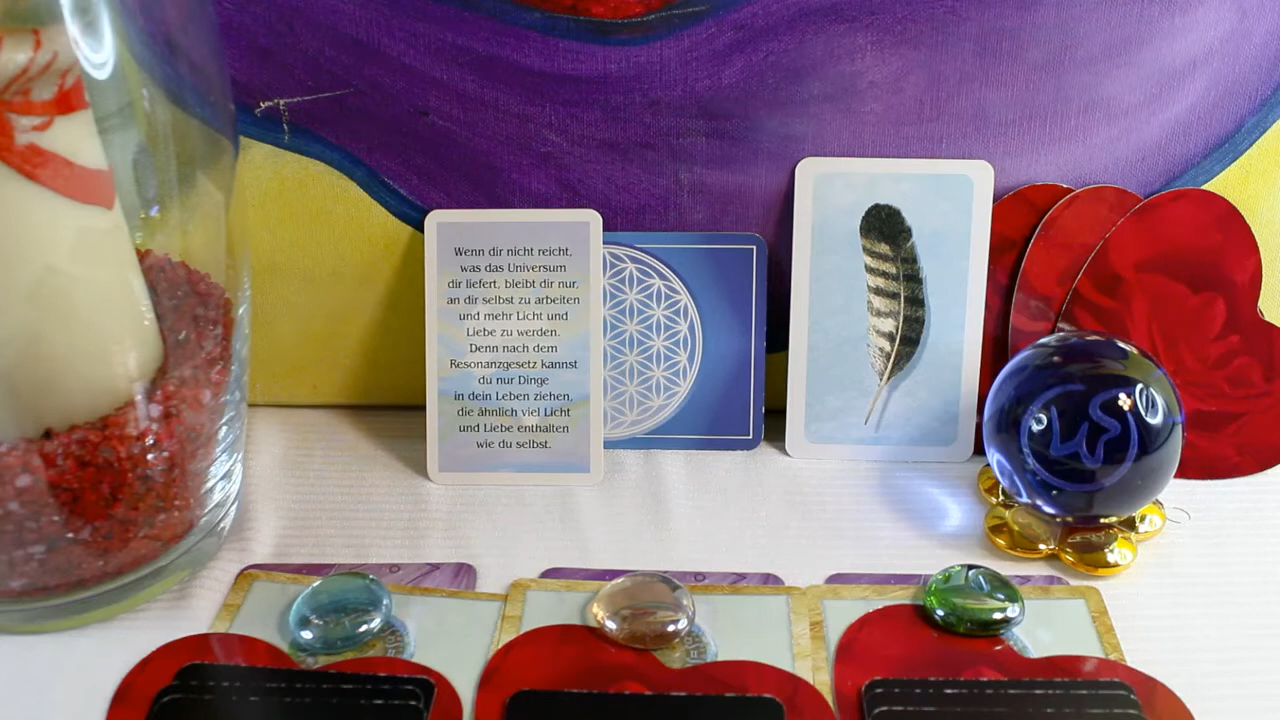 Wenn dir nicht reicht,
was das Universum
dir liefert, bleibt dir nur,
an dir selbst zu arbeiten
und mehr Licht und
Liebe zu werden.
Denn nach dem
Resonanzgesetz kannst
du nur Dinge
in dein Leben ziehen,
die ähnlich viel Licht
und Liebe enthalten
wie du selbst.